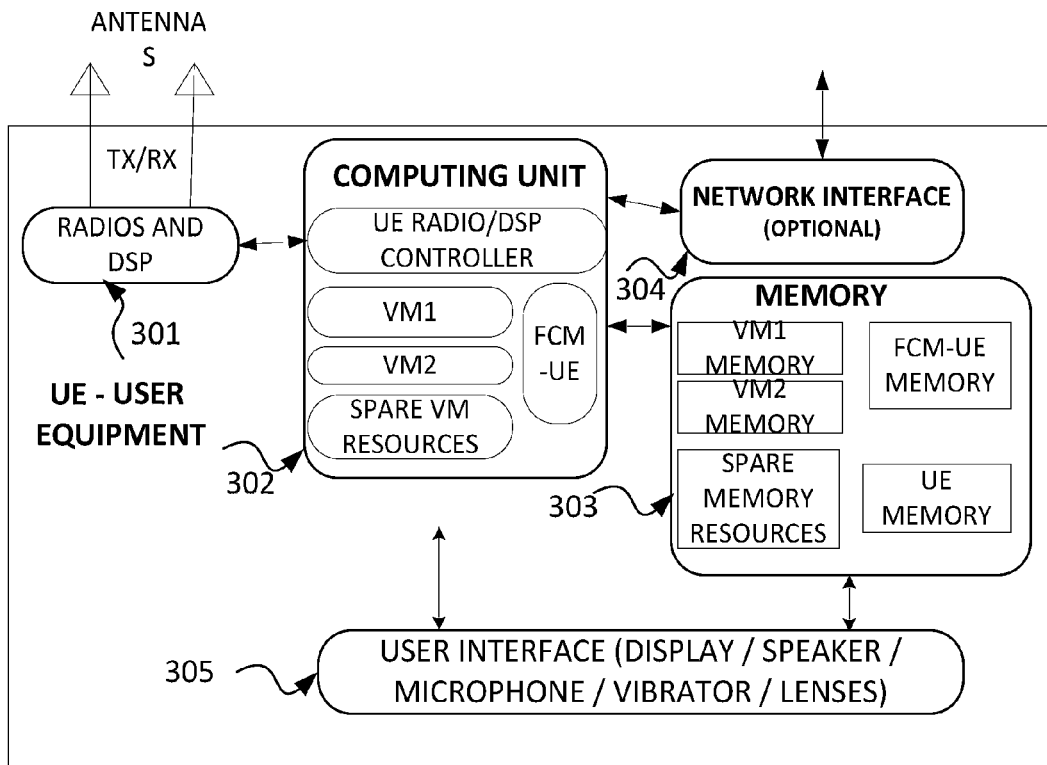 ANTENNA
S
TX/RX
RADIOS AND
DSP
301
UE - USER
EQUIPMENT
COMPUTING UNIT
UE RADIO/DSP
CONTROLLER
VM1
VM2
SPARE VM
RESOURCES
FCM
-UE
302
NETWORK INTERFACE
(OPTIONAL)
304
MEMORY
VM1
MEMORY
VM2
MEMORY
SPARE
MEMORY
RESOURCES
FCM-UE
MEMORY
UE
MEMORY
303
USER INTERFACE (DISPLAY / SPEAKER /
MICROPHONE / VIBRATOR / LENSES)
305